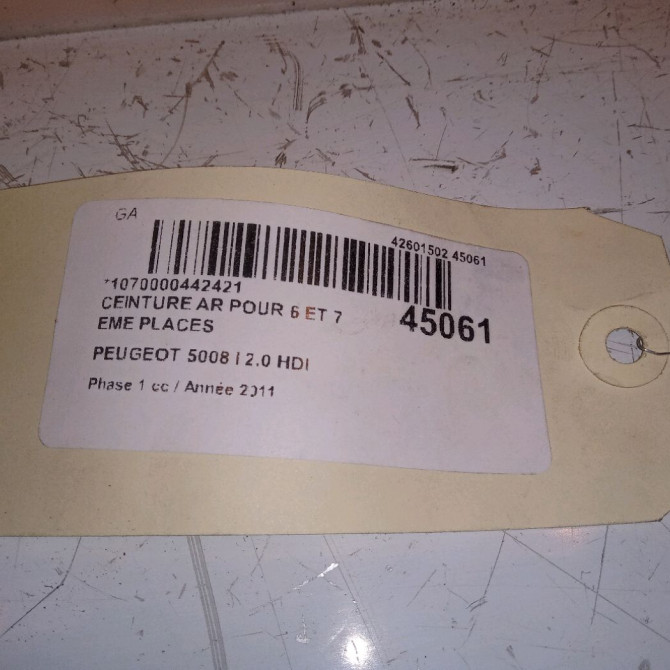 GA
42601502 45061
*1070000442421
CEINTURE AR POUR 6 ET 7
EME PLACES
45061
PEUGEOT 5008 I 2.0 HDI
Phase 1 cc / Année 2011